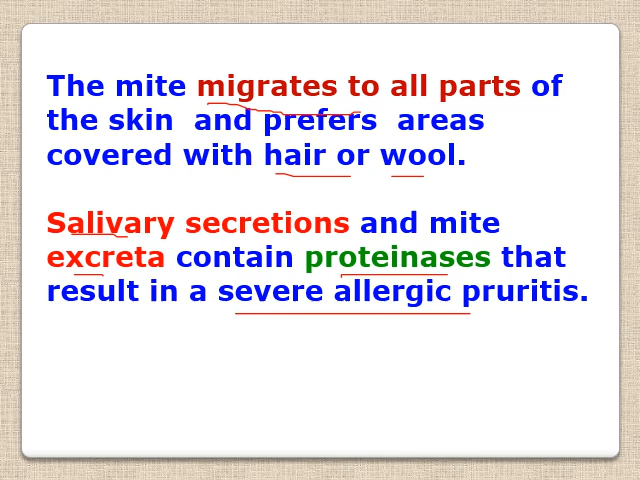 The mite migrates to all parts of
the skin  and prefers  areas
covered with hair or wool.
Salivary secretions and mite
excreta contain proteinases that
result in a severe allergic pruritis.